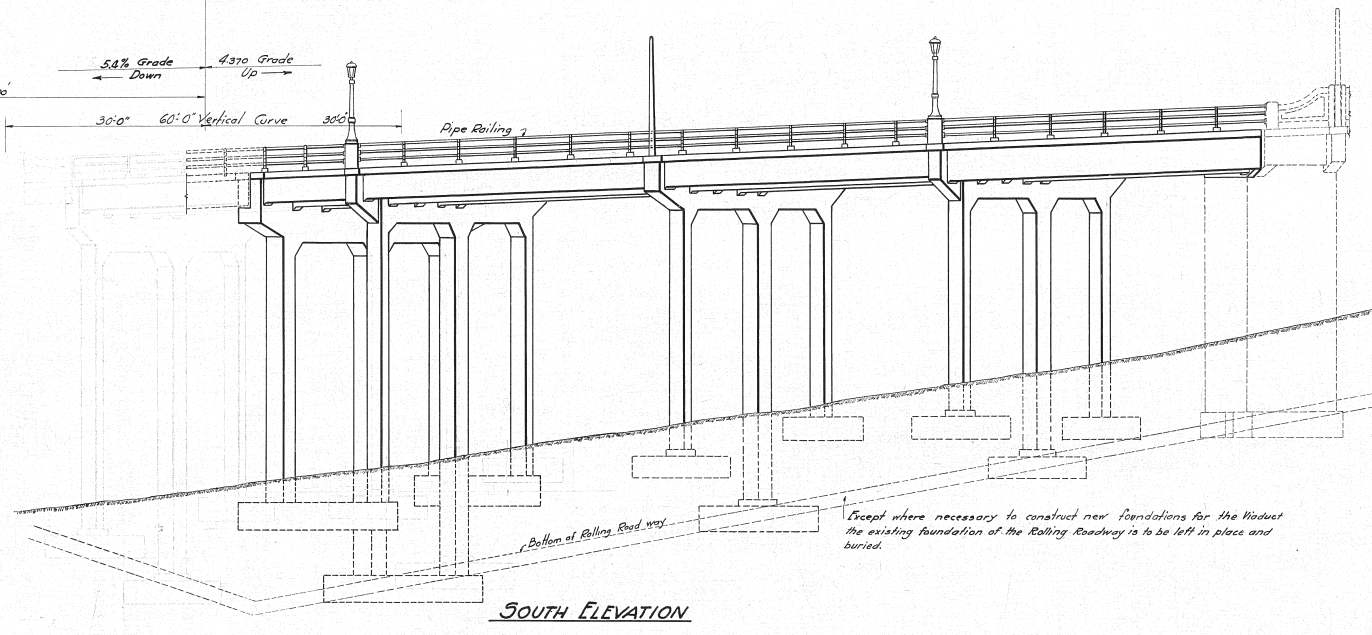 5.4% Grade
Down
4.370 Grade
Up
30'-0"
60'-0" Vertical Curve
30'-0"
Pipe Railing
Bottom of Rolling Road way
Except where necessary to construct new foundations for the Viaduct
the existing foundation of the Rolling Roadway is to be left in place and
buried.
SOUTH ELEVATION